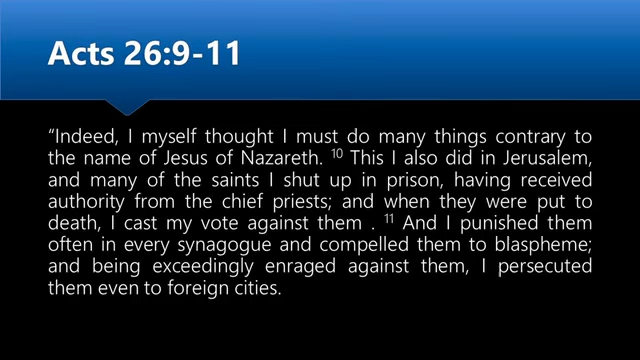 Acts 26:9-11
“Indeed, I myself thought I must do many things contrary to
the name of Jesus of Nazareth. 10 This I also did in Jerusalem,
and many of the saints I shut up in prison, having received
authority from the chief priests; and when they were put to
death, I cast my vote against them . 11 And I punished them
often in every synagogue and compelled them to blaspheme;
and being exceedingly enraged against them, I persecuted
them even to foreign cities.